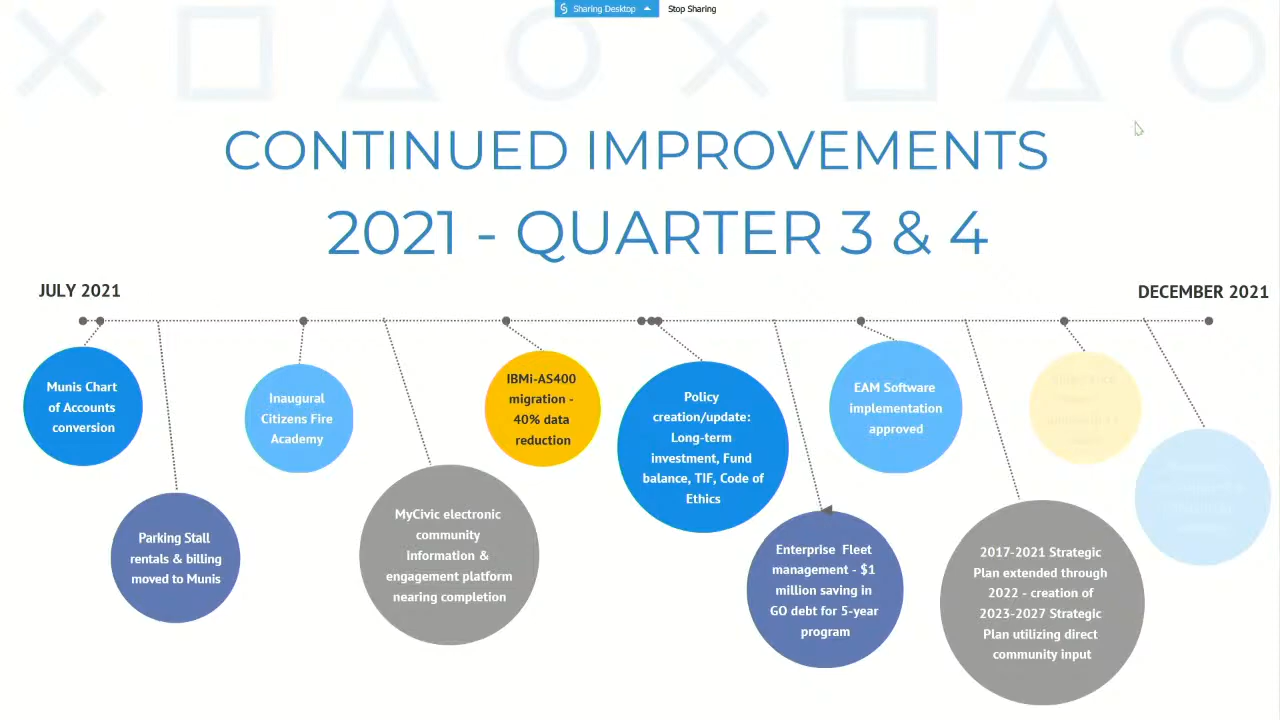 Sharing Desktop
Stop Sharing
CONTINUED IMPROVEMENTS
2021 - QUARTER 3 & 4
JULY 2021
DECEMBER 2021
Munis Chart
of Accounts
conversion
Parking Stall
rentals & billing
moved to Munis
Inaugural
Citizens Fire
Academy
MyCivic electronic
community
information &
engagement platform
nearing completion
IBMi-AS400
migration -
40% data
reduction
Policy
creation/update:
Long-term
investment, Fund
balance, TIF, Code of
Ethics
Enterprise Fleet
management - $1
million saving in
GO debt for 5-year
program
EAM Software
implementation
approved
2017-2021 Strategic
Plan extended through
2022 - creation of
2023-2027 Strategic
Plan utilizing direct
community input